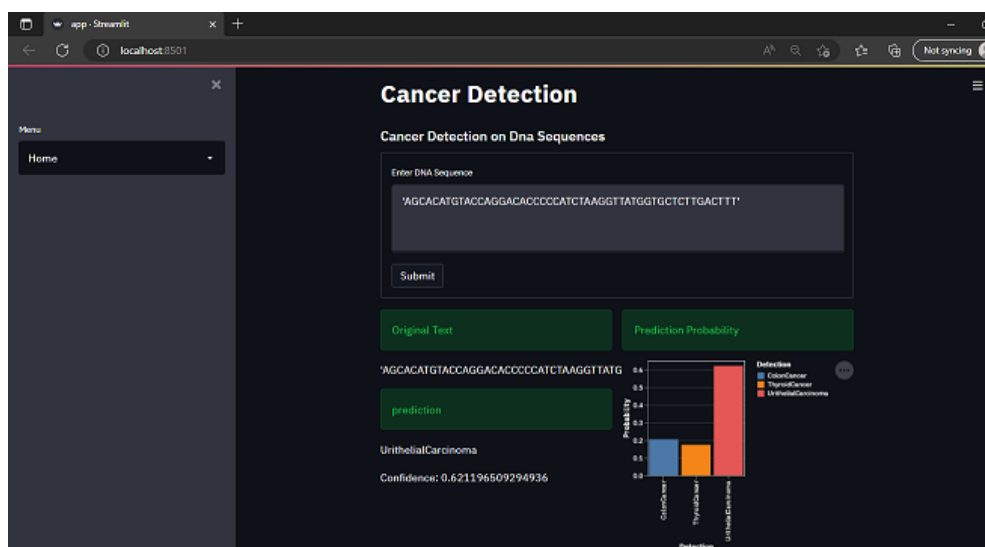 app · Streamlit
localhost:8501
Not syncing
Menu
Home
Cancer Detection
Cancer Detection on Dna Sequences
Enter DNA Sequence
'AGCACATGTACCAGGACACCCCCATCTAAGGTTATGGTGCTCTTGACTTT'
Submit
Original Text
Prediction Probability
'AGCACATGTACCAGGACACCCCCATCTAAGGTTATG
prediction
UrithelialCarcinoma
Confidence: 0.621196509294936
Probability
0.6
0.5
0.4
0.3
0.2
0.1
0.0
ColonCancer
ThyroidCancer
UrithelialCarcinoma
Detection
Detection
ColonCancer
ThyroidCancer
UrithelialCarcinoma